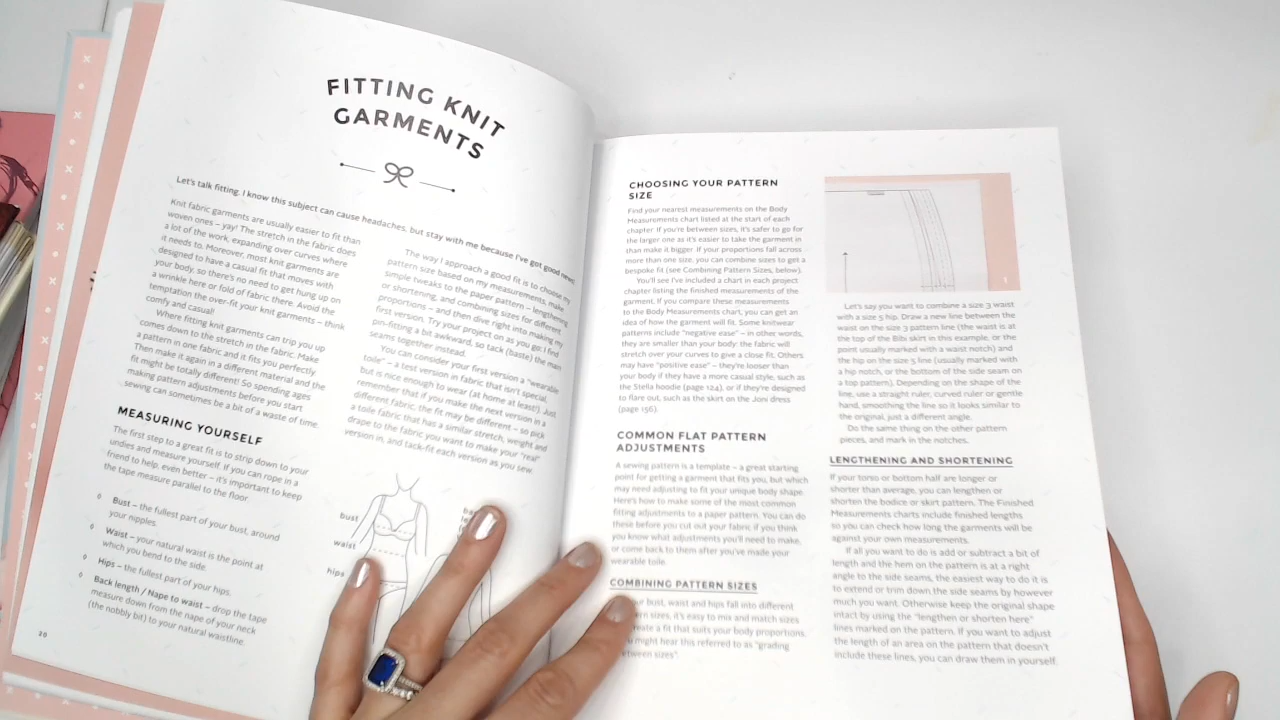 FITTING KNIT
GARMENTS
Let's talk fitting. I know this subject can cause headaches, but stay with me because I've got good news!
Knit fabric garments are usually easier to fit than
woven ones – yay! The stretch in the fabric does
a lot of the work, expanding over curves where
it needs to. Moreover, most knit garments are
designed to have a casual fit that moves with
your body, so there's no need to get hung up on
a wrinkle here or fold of fabric there. Avoid the
temptation the over-fit your knit garments – think
comfy and casual!
Where fitting knit garments can trip you up
comes down to the stretch in the fabric. Make
a pattern in one fabric and it fits you perfectly.
Then make it in a different material and the
fit might be totally different! So spending ages
making pattern adjustments before you start
sewing can sometimes be a bit of a waste of time.
The way I approach a good fit is to choose my
pattern size based on my measurements, make
simple tweaks to the paper pattern – lengthening
or shortening, and combining sizes for different
proportions – and then dive right into making my
first version. Try your project on as you go; I find
pin-fitting a bit awkward, so tack (baste) the main
seams together instead.
You can consider your first version a "wearable
toile" – a test version in fabric that isn't special,
but is nice enough to wear (at home at least!). Just
remember that if you make the next version in a
different fabric, the fit may be different – so pick
a toile fabric that has a similar stretch, weight and
drape to the fabric you want to make your "real"
version in, and tack-fit each version as you sew.
MEASURING YOURSELF
The first step to a great fit is to strip down to your
undies and measure yourself. If you can rope in a
friend to help, even better – it's important to keep
the tape measure parallel to the floor.
Bust – the fullest part of your bust, around
your nipples.
Waist – your natural waist is the point at
which you bend to the side.
Hips – the fullest part of your hips.
Back length / Nape to waist – drop the tape
measure down from the nape of your neck
(the nobbly bit) to your natural waistline.
bust
waist
hips
20
CHOOSING YOUR PATTERN
SIZE
Find your nearest measurements on the Body
Measurements chart listed at the start of each
chapter. If you're between sizes, it's safer to go for
the larger one as it's easier to take the garment in
than make it bigger. If your proportions fall across
more than one size, you can combine sizes to get a
bespoke fit (see Combining Pattern Sizes, below).
You'll see I've included a chart in each project
chapter listing the finished measurements of the
garment. If you compare these measurements
to the Body Measurements chart, you can get an
idea of how the garment will fit. Some knitwear
patterns include "negative ease" – in other words,
they are smaller than your body: the fabric will
stretch over your curves to give a close fit. Others
may have "positive ease" – they're looser than
your body if they have a more casual style, such as
the Stella hoodie (page 124), or if they're designed
to flare out, such as the skirt on the Joni dress
(page 156).
COMMON FLAT PATTERN
ADJUSTMENTS
A sewing pattern is a template – a great starting
point for getting a garment that fits you, but which
may need adjusting to fit your unique body shape.
Here's how to make some of the most common
fitting adjustments to a paper pattern. You can do
these before you cut out your fabric if you think
you know what adjustments you'll need to make,
or come back to them after you've made your
wearable toile.
COMBINING PATTERN SIZES
your bust, waist and hips fall into different
sizes, it's easy to mix and match sizes
create a fit that suits your body proportions.
might hear this referred to as "grading
between sizes".
1
Let's say you want to combine a size 3 waist
with a size 5 hip. Draw a new line between the
waist on the size 3 pattern line (the waist is at
the top of the Bibi skirt in this example, or the
point usually marked with a waist notch) and
the hip on the size 5 line (usually marked with
a hip notch, or the bottom of the side seam on
a top pattern). Depending on the shape of the
line, use a straight ruler, curved ruler or gentle
hand, smoothing the line so it looks similar to
the original, just a different angle.
Do the same thing on the other pattern
pieces, and mark in the notches.
LENGTHENING AND SHORTENING
If your torso or bottom half are longer or
shorter than average, you can lengthen or
shorten the bodice or skirt pattern. The Finished
Measurements charts include finished lengths
so you can check how long the garments will be
against your own measurements.
If all you want to do is add or subtract a bit of
length and the hem on the pattern is at a right
angle to the side seams, the easiest way to do it is
to extend or trim down the side seams by however
much you want. Otherwise keep the original shape
intact by using the "lengthen or shorten here"
lines marked on the pattern. If you want to adjust
the length of an area on the pattern that doesn't
include these lines, you can draw them in yourself.